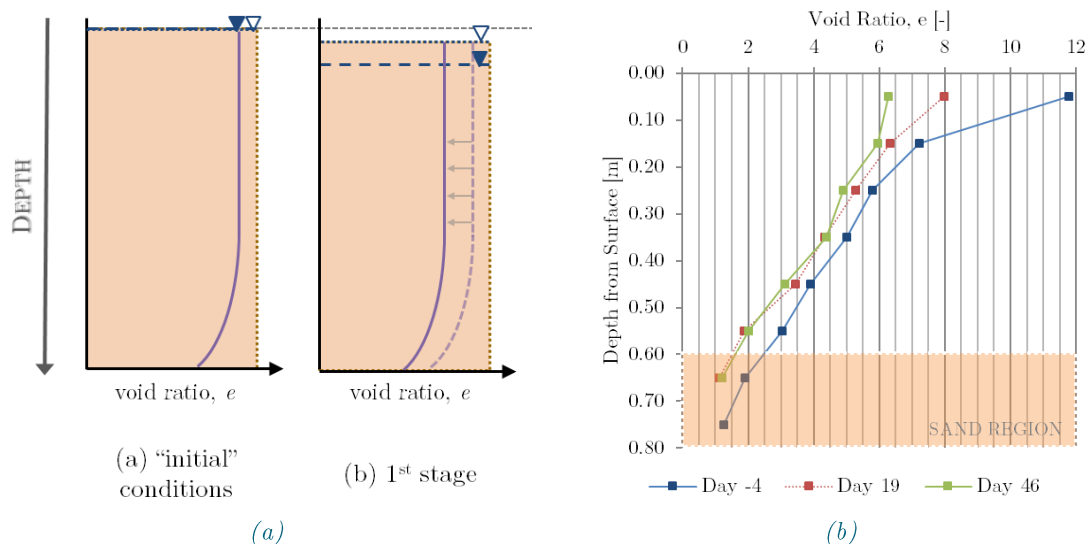 DEPTH
void ratio, e
void ratio, e
(a) “initial”
conditions
(b) 1st stage
(a)
Void Ratio, e [-]
0 2 4 6 8 10 12
Depth from Surface [m]
0.00
0.10
0.20
0.30
0.40
0.50
0.60
0.70
0.80
SAND REGION
Day -4 Day 19 Day 46
(b)